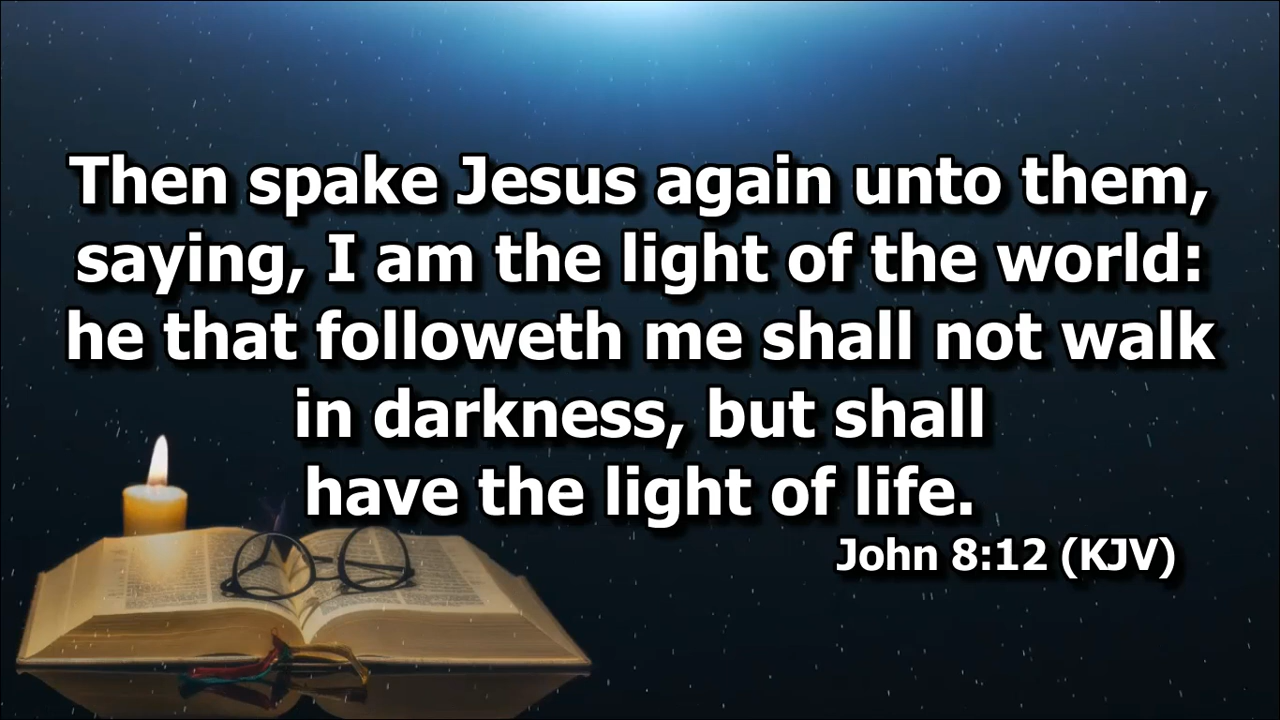 Then spake Jesus again unto them,
saying, I am the light of the world:
he that followeth me shall not walk
in darkness, but shall
have the light of life.
John 8:12 (KJV)